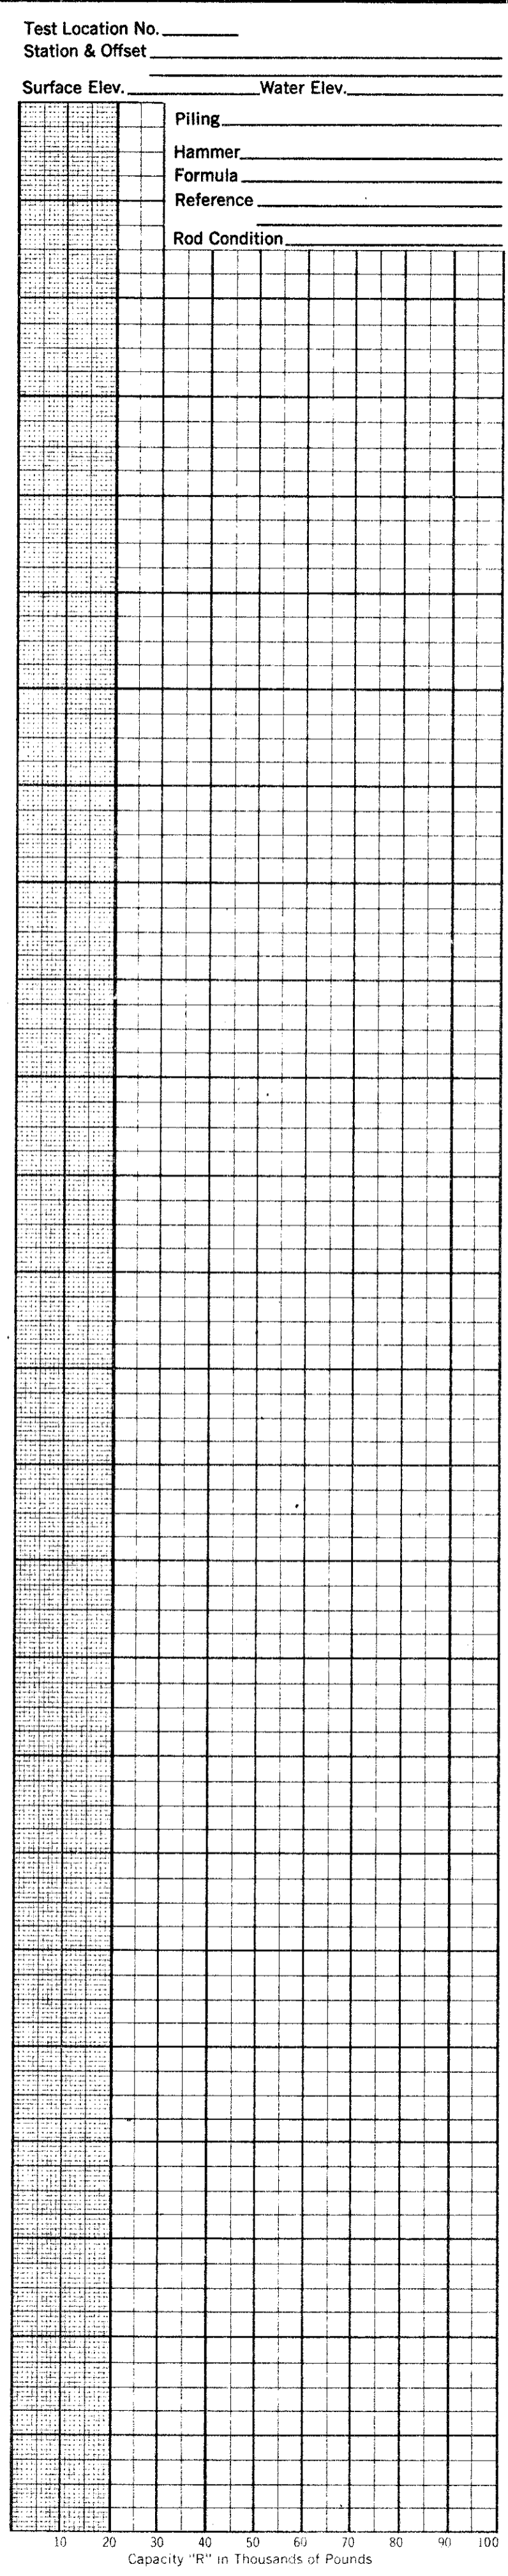 Test Location No.
Station & Offset
Surface Elev. Water Elev.
Piling
Hammer
Formula
Reference
Rod Condition
10 20 30 40 50 60 70 80 90 100
Capacity "R" in Thousands of Pounds